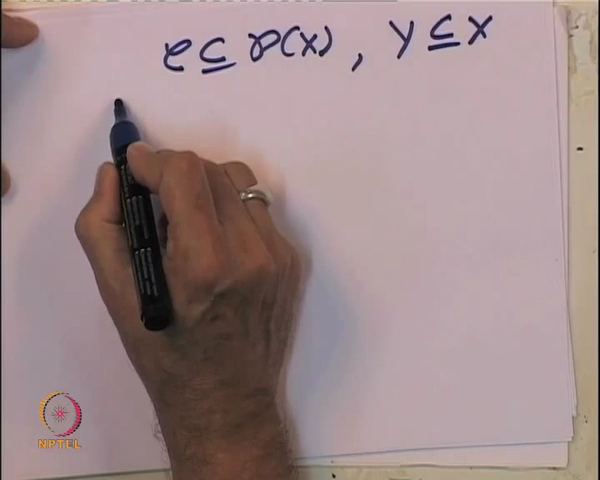 𝒞 ⊆ 𝒫(X), Y ⊆ X
NPTEL